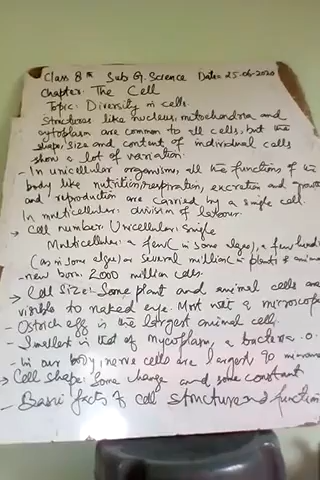 Class 8th Sub G. Science Date = 25.06.2020
Chapter: The Cell
Topic: Diversity in cells
Structures like nucleus, mitochondria and
cytoplasm are common to all cells, but the
shape, size and content of individual cells
show a lot of variation.
- In unicellular organisms, all the functions of the
body like nutrition, respiration, excretion and growth
and reproduction are carried by a single cell.
In multicellular: division of labour.
→ Cell number Unicellular: single
Multicellular: a few (in some algae), a few hund
(as in some algae) or several million in plants & anima
- new born: 2000 million cells.
→ Cell Size:- Some plant and animal cells are
visible to naked eye. Most need a microscope
- Ostrich egg is the largest animal cell.
- Smallest is that of mycoplasm, a bacteria 0.
- In our body, nerve cells are largest, 90
→ Cell shape: Some change and some constant
- Basic facts of cell structure and function